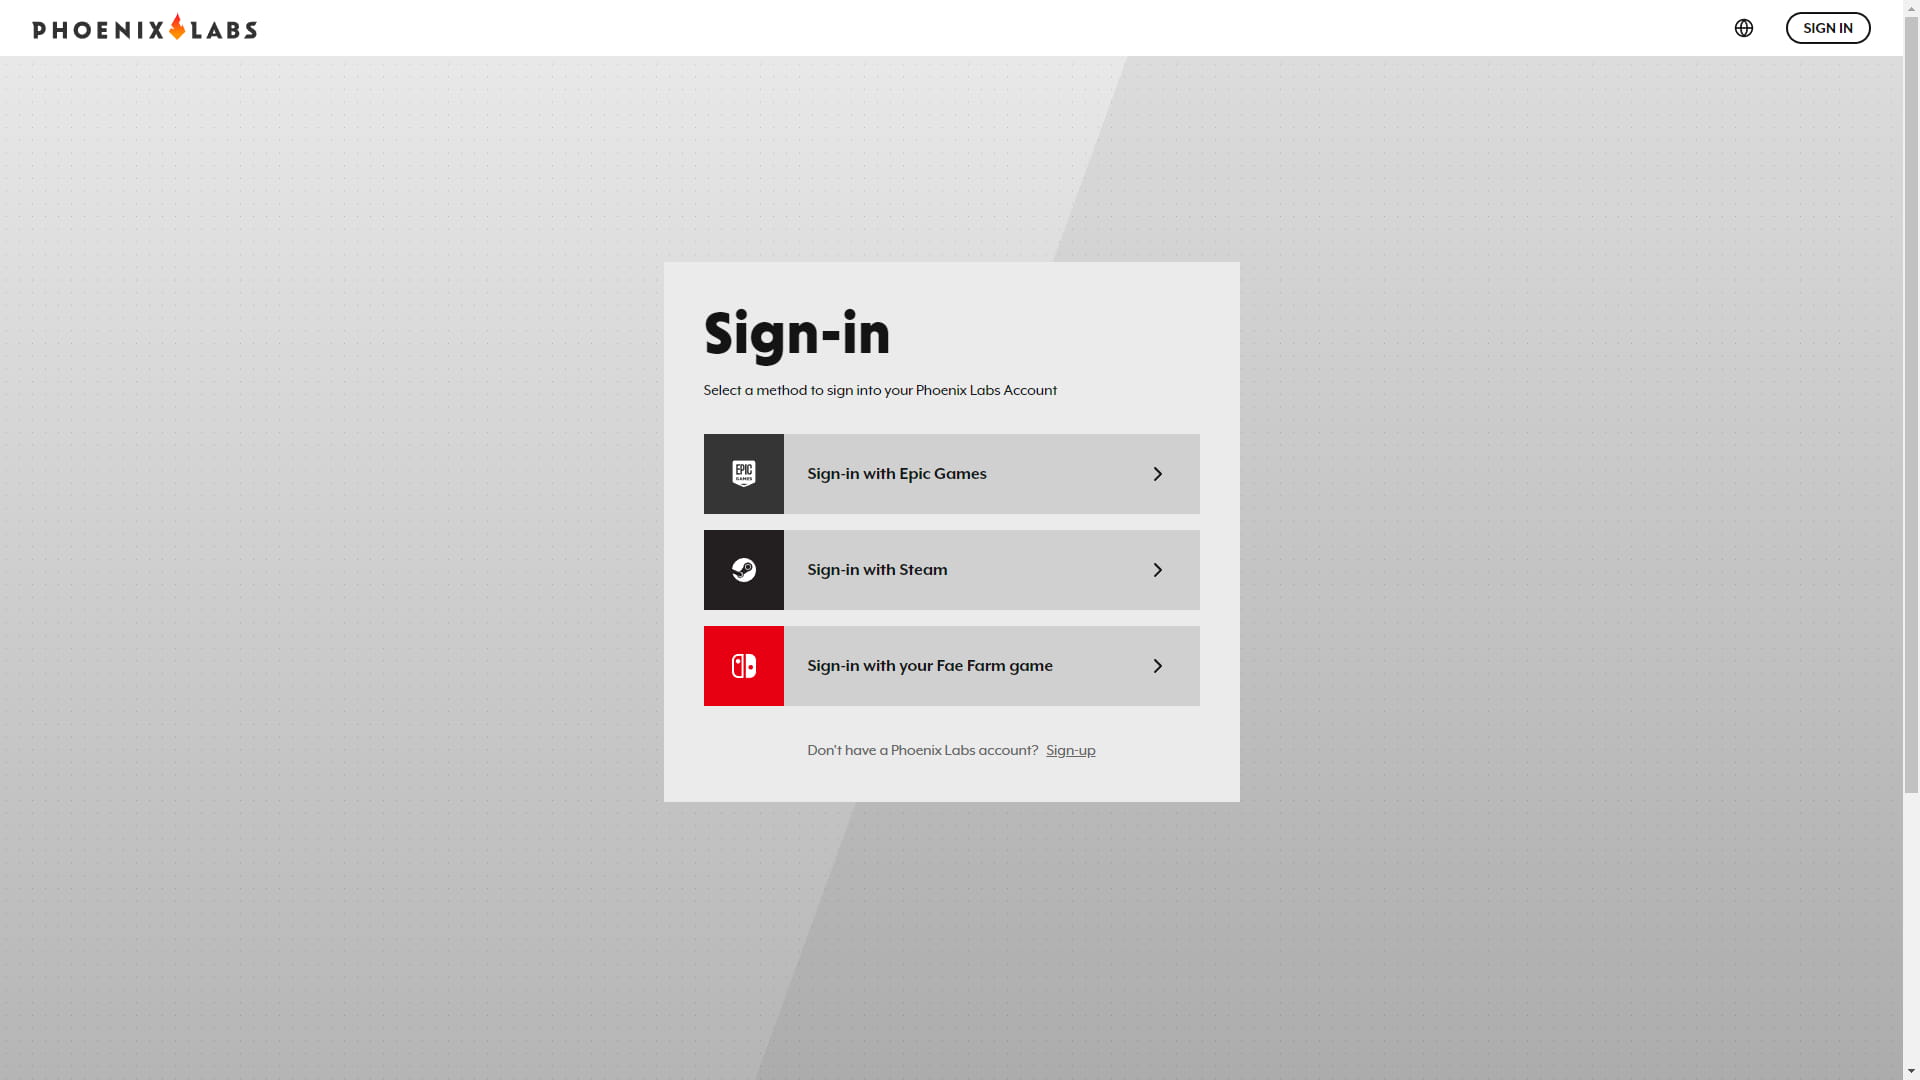 PHOENIX LABS
SIGN IN
Sign-in
Select a method to sign into your Phoenix Labs Account
EPIC
GAMES
Sign-in with Epic Games
Sign-in with Steam
Sign-in with your Fae Farm game
Don't have a Phoenix Labs account? Sign-up